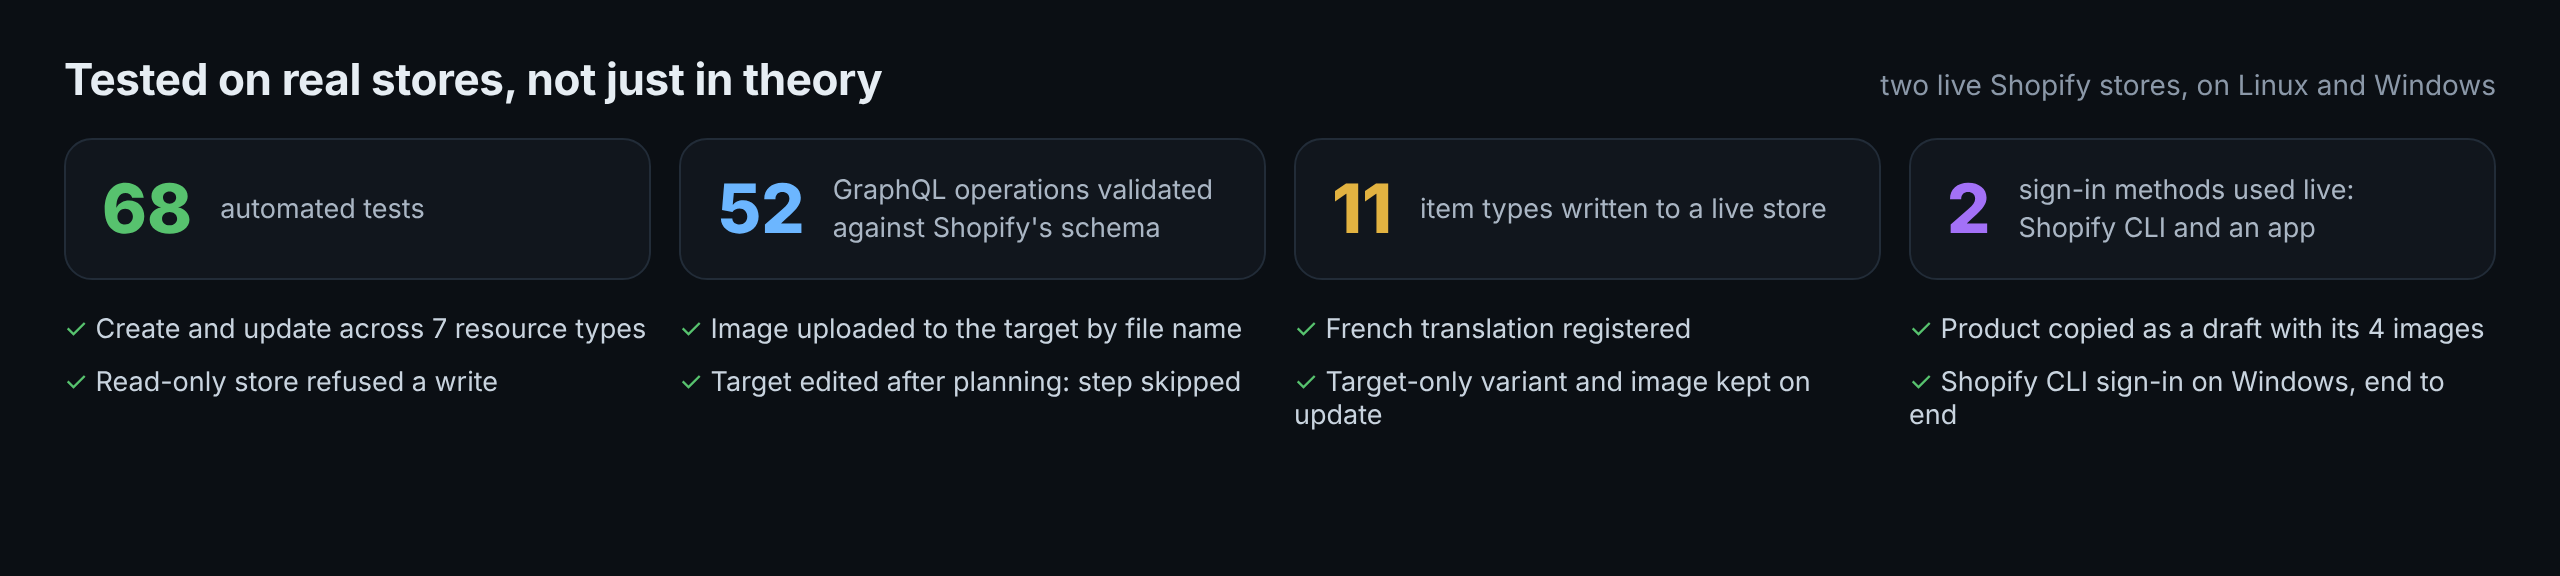 Tested on real stores, not just in theory
two live Shopify stores, on Linux and Windows
68 automated tests
52 GraphQL operations validated
against Shopify's schema
11 item types written to a live store
2 sign-in methods used live:
Shopify CLI and an app
✓ Create and update across 7 resource types
✓ Image uploaded to the target by file name
✓ French translation registered
✓ Product copied as a draft with its 4 images
✓ Read-only store refused a write
✓ Target edited after planning: step skipped
✓ Target-only variant and image kept on
update
✓ Shopify CLI sign-in on Windows, end to
end